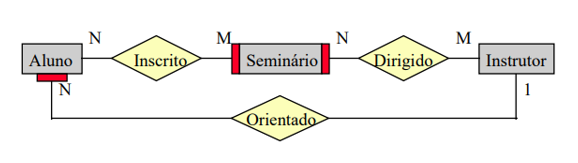 N M N M
Aluno Inscrito Seminário Dirigido Instrutor
N 1
Orientado